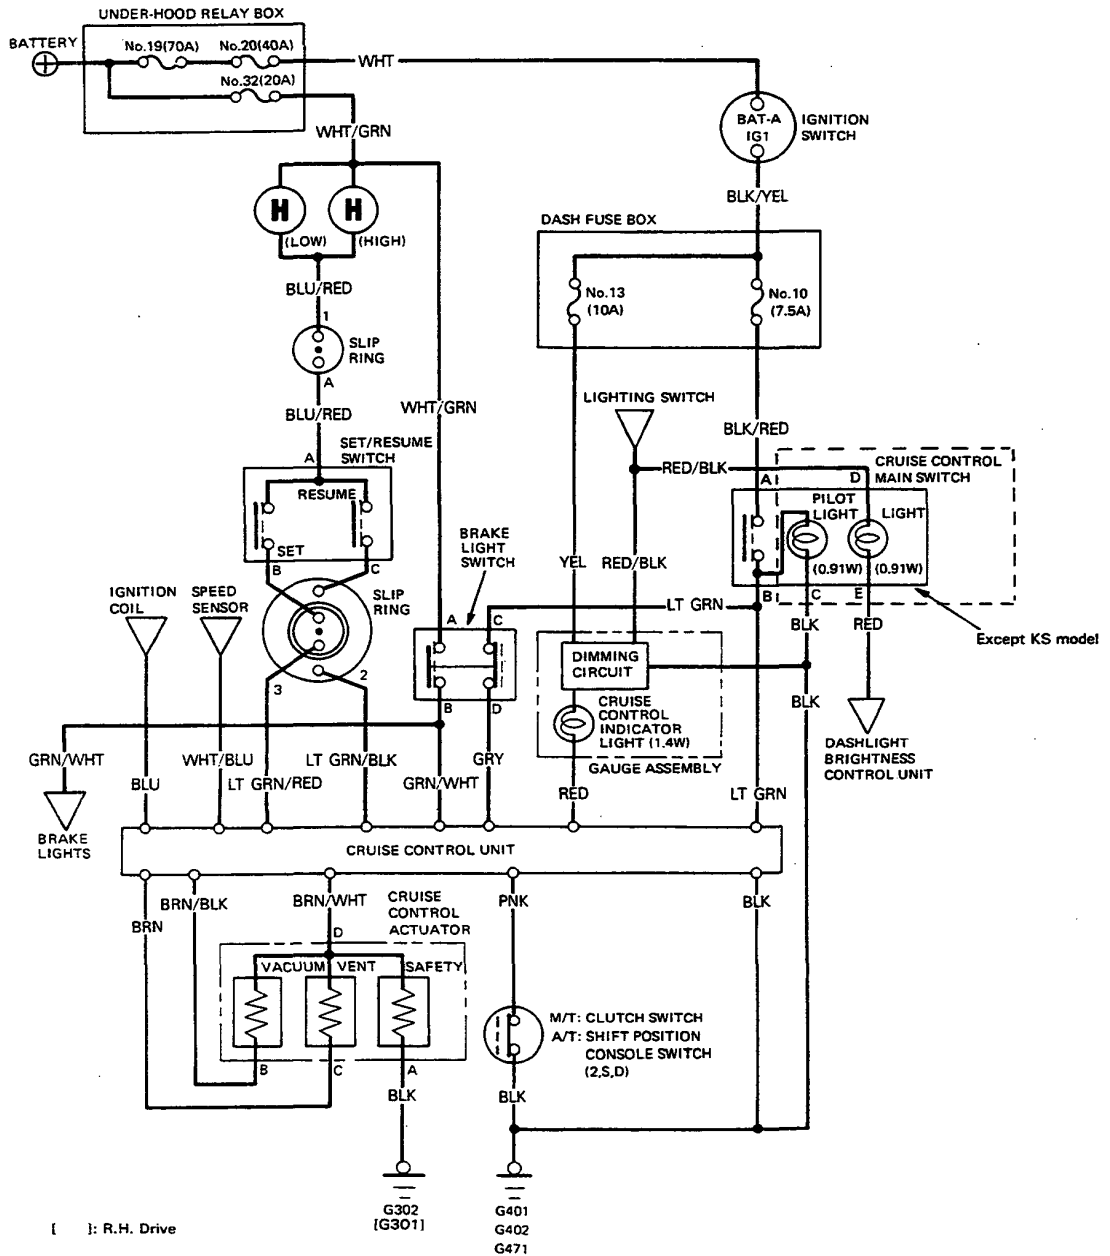 UNDER-HOOD RELAY BOX
BATTERY
No.19(70A)
No.20(40A)
No.32(20A)
WHT
WHT/GRN
BAT-A
IG1
IGNITION
SWITCH
BLK/YEL
H
H
(LOW)
(HIGH)
DASH FUSE BOX
BLU/RED
No.13
(10A)
No.10
(7.5A)
1
SLIP
RING
A
BLU/RED
WHT/GRN
LIGHTING SWITCH
BLK/RED
SET/RESUME
SWITCH
A
RED/BLK
CRUISE CONTROL
MAIN SWITCH
A
D
RESUME
SET
PILOT
LIGHT
LIGHT
(0.91W)
(0.91W)
BRAKE
LIGHT
SWITCH
YEL
RED/BLK
B
C
B
C
E
IGNITION
COIL
SPEED
SENSOR
SLIP
RING
A
C
LT GRN
BLK
RED
Except KS model
DIMMING
CIRCUIT
3
2
B
D
CRUISE
CONTROL
INDICATOR
LIGHT (1.4W)
BLK
GRN/WHT
WHT/BLU
LT GRN/BLK
GRY
GAUGE ASSEMBLY
DASHLIGHT
BRIGHTNESS
CONTROL UNIT
BLU
LT GRN/RED
GRN/WHT
RED
LT GRN
BRAKE
LIGHTS
CRUISE CONTROL UNIT
BRN
BRN/BLK
BRN/WHT
CRUISE
CONTROL
ACTUATOR
PNK
BLK
D
VACUUM
VENT
SAFETY
M/T: CLUTCH SWITCH
A/T: SHIFT POSITION
CONSOLE SWITCH
(2,S,D)
B
C
A
BLK
BLK
G302
[G301]
G401
G402
G471
[ ]: R.H. Drive